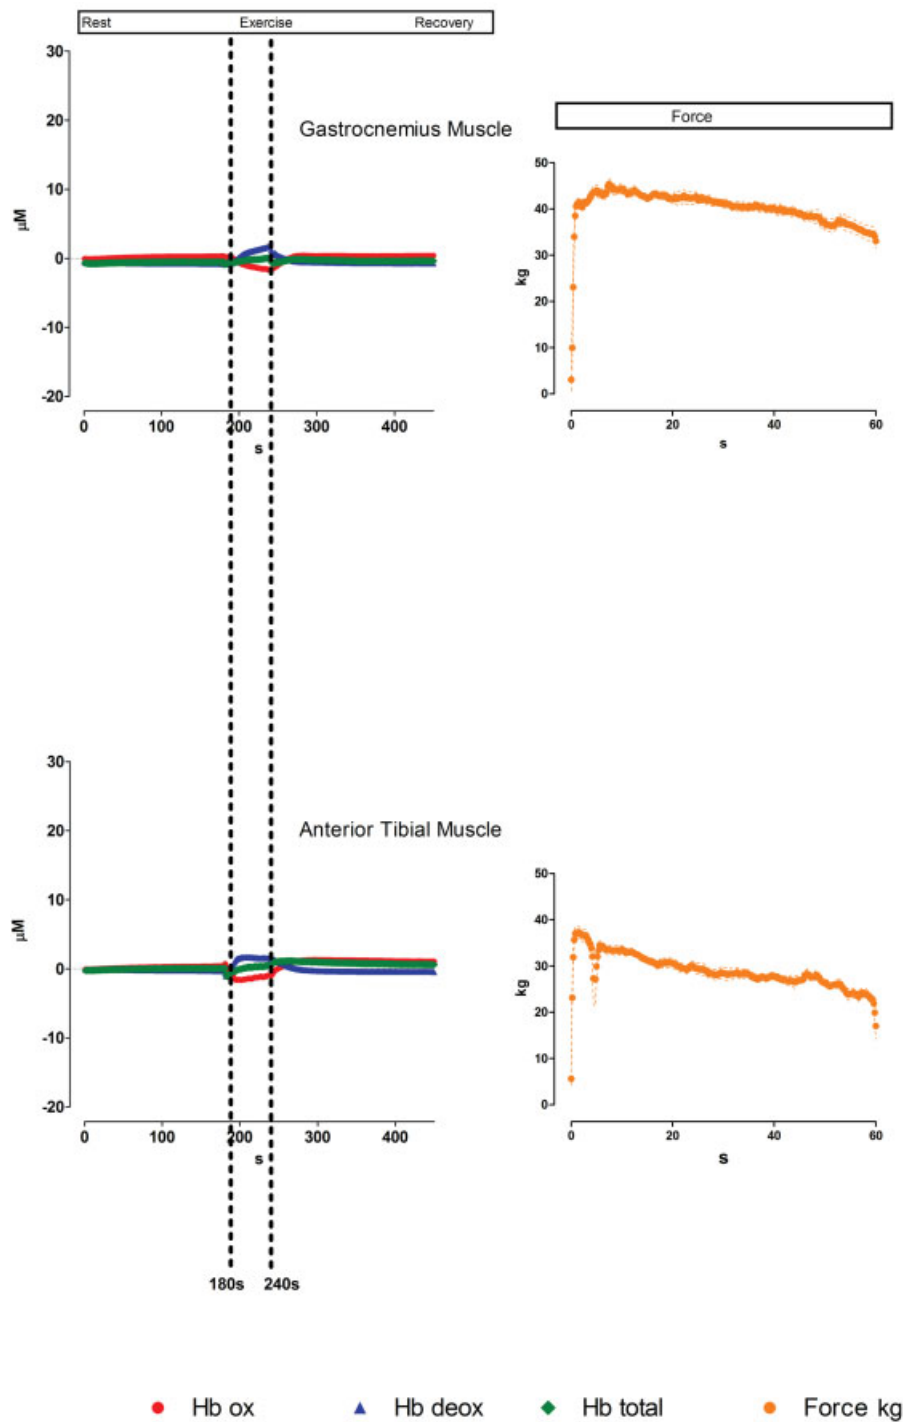 Rest Exercise Recovery
30
20
10
0
-10
-20
μM
0 100 200 300 400
s
Gastrocnemius Muscle
Force
50
40
30
20
10
0
kg
0 20 40 60
s
30
20
10
0
-10
-20
μM
0 100 200 300 400
s
Anterior Tibial Muscle
50
40
30
20
10
0
kg
0 20 40 60
s
180s 240s
Hb ox Hb deox Hb total Force kg